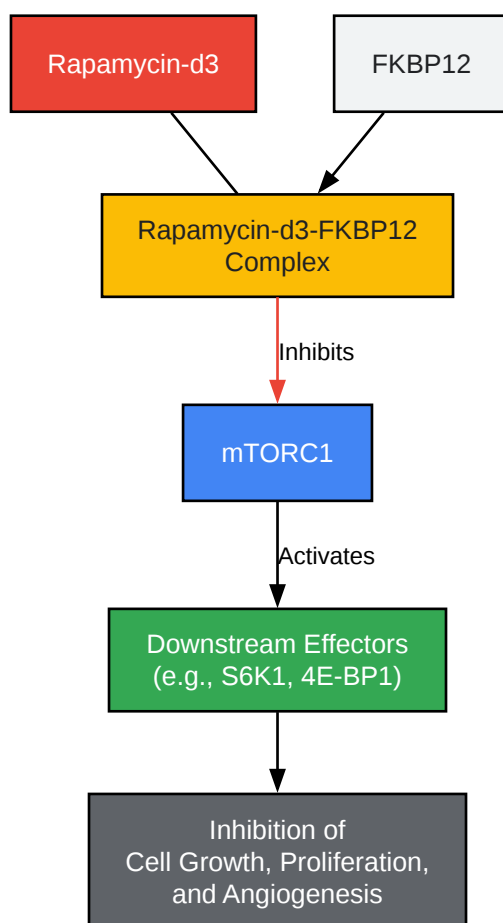 Rapamycin-d3
FKBP12
Rapamycin-d3-FKBP12
Complex
Inhibits
mTORC1
Activates
Downstream Effectors
(e.g., S6K1, 4E-BP1)
Inhibition of
Cell Growth, Proliferation,
and Angiogenesis